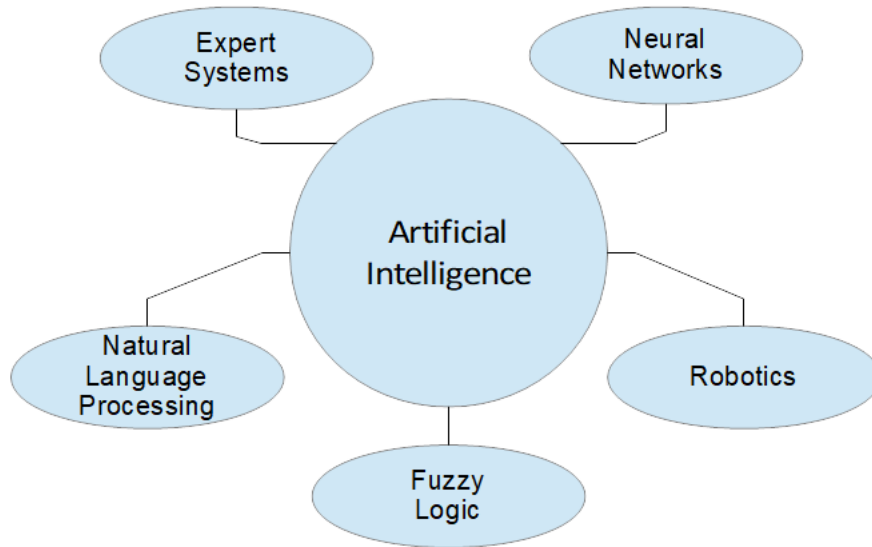 Expert
Systems
Neural
Networks
Artificial
Intelligence
Natural
Language
Processing
Robotics
Fuzzy
Logic